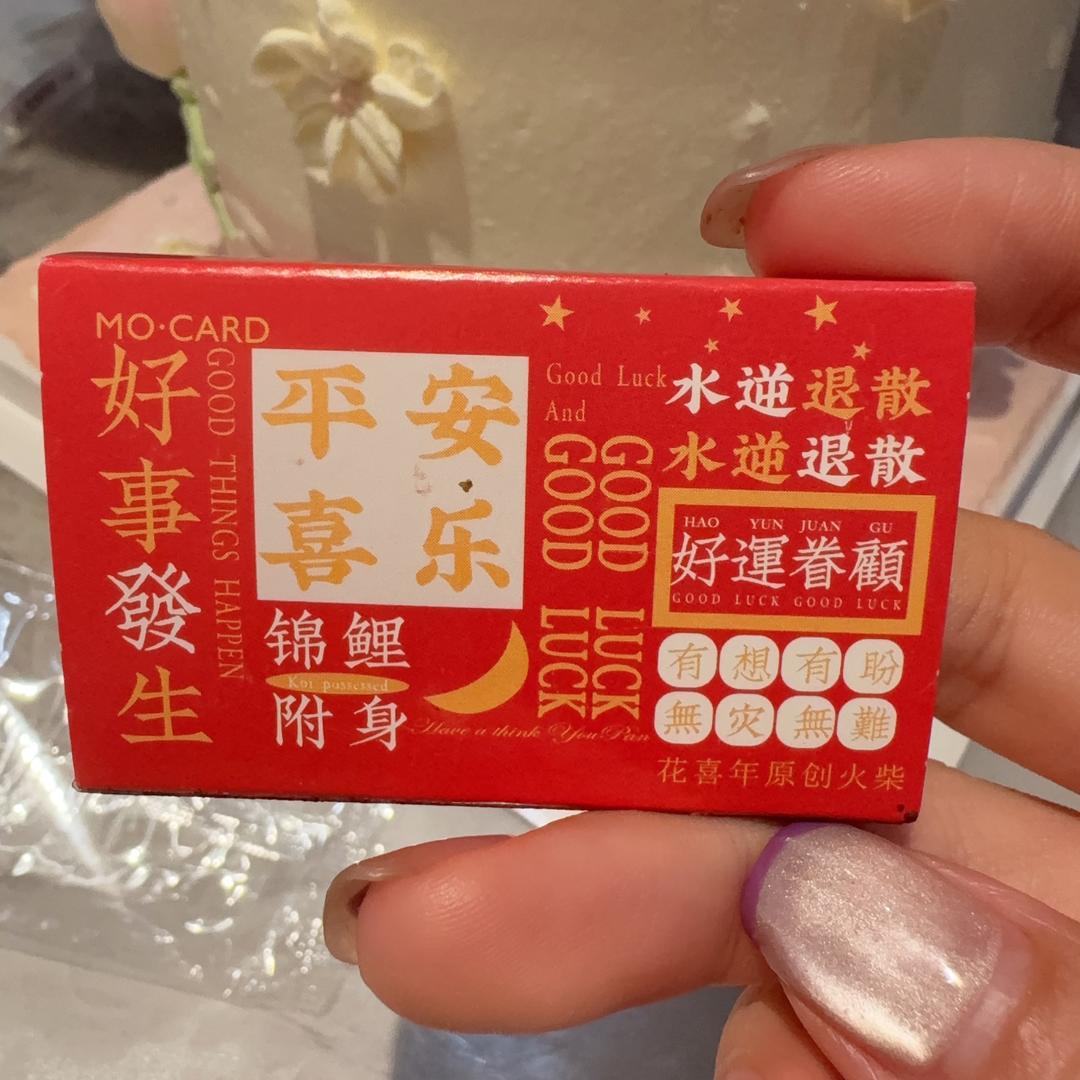 MO·CARD
好事發生
GOOD THINGS HAPPEN
平安
喜乐
锦鲤
Koi possessed
附身
Good Luck
And
GOOD LUCK
GOOD LUCK
Have a think You Pan
水逆退散
水逆退散
HAO YUN JUAN GU
好運眷顧
GOOD LUCK GOOD LUCK
有想有盼
無灾無難
花喜年原创火柴